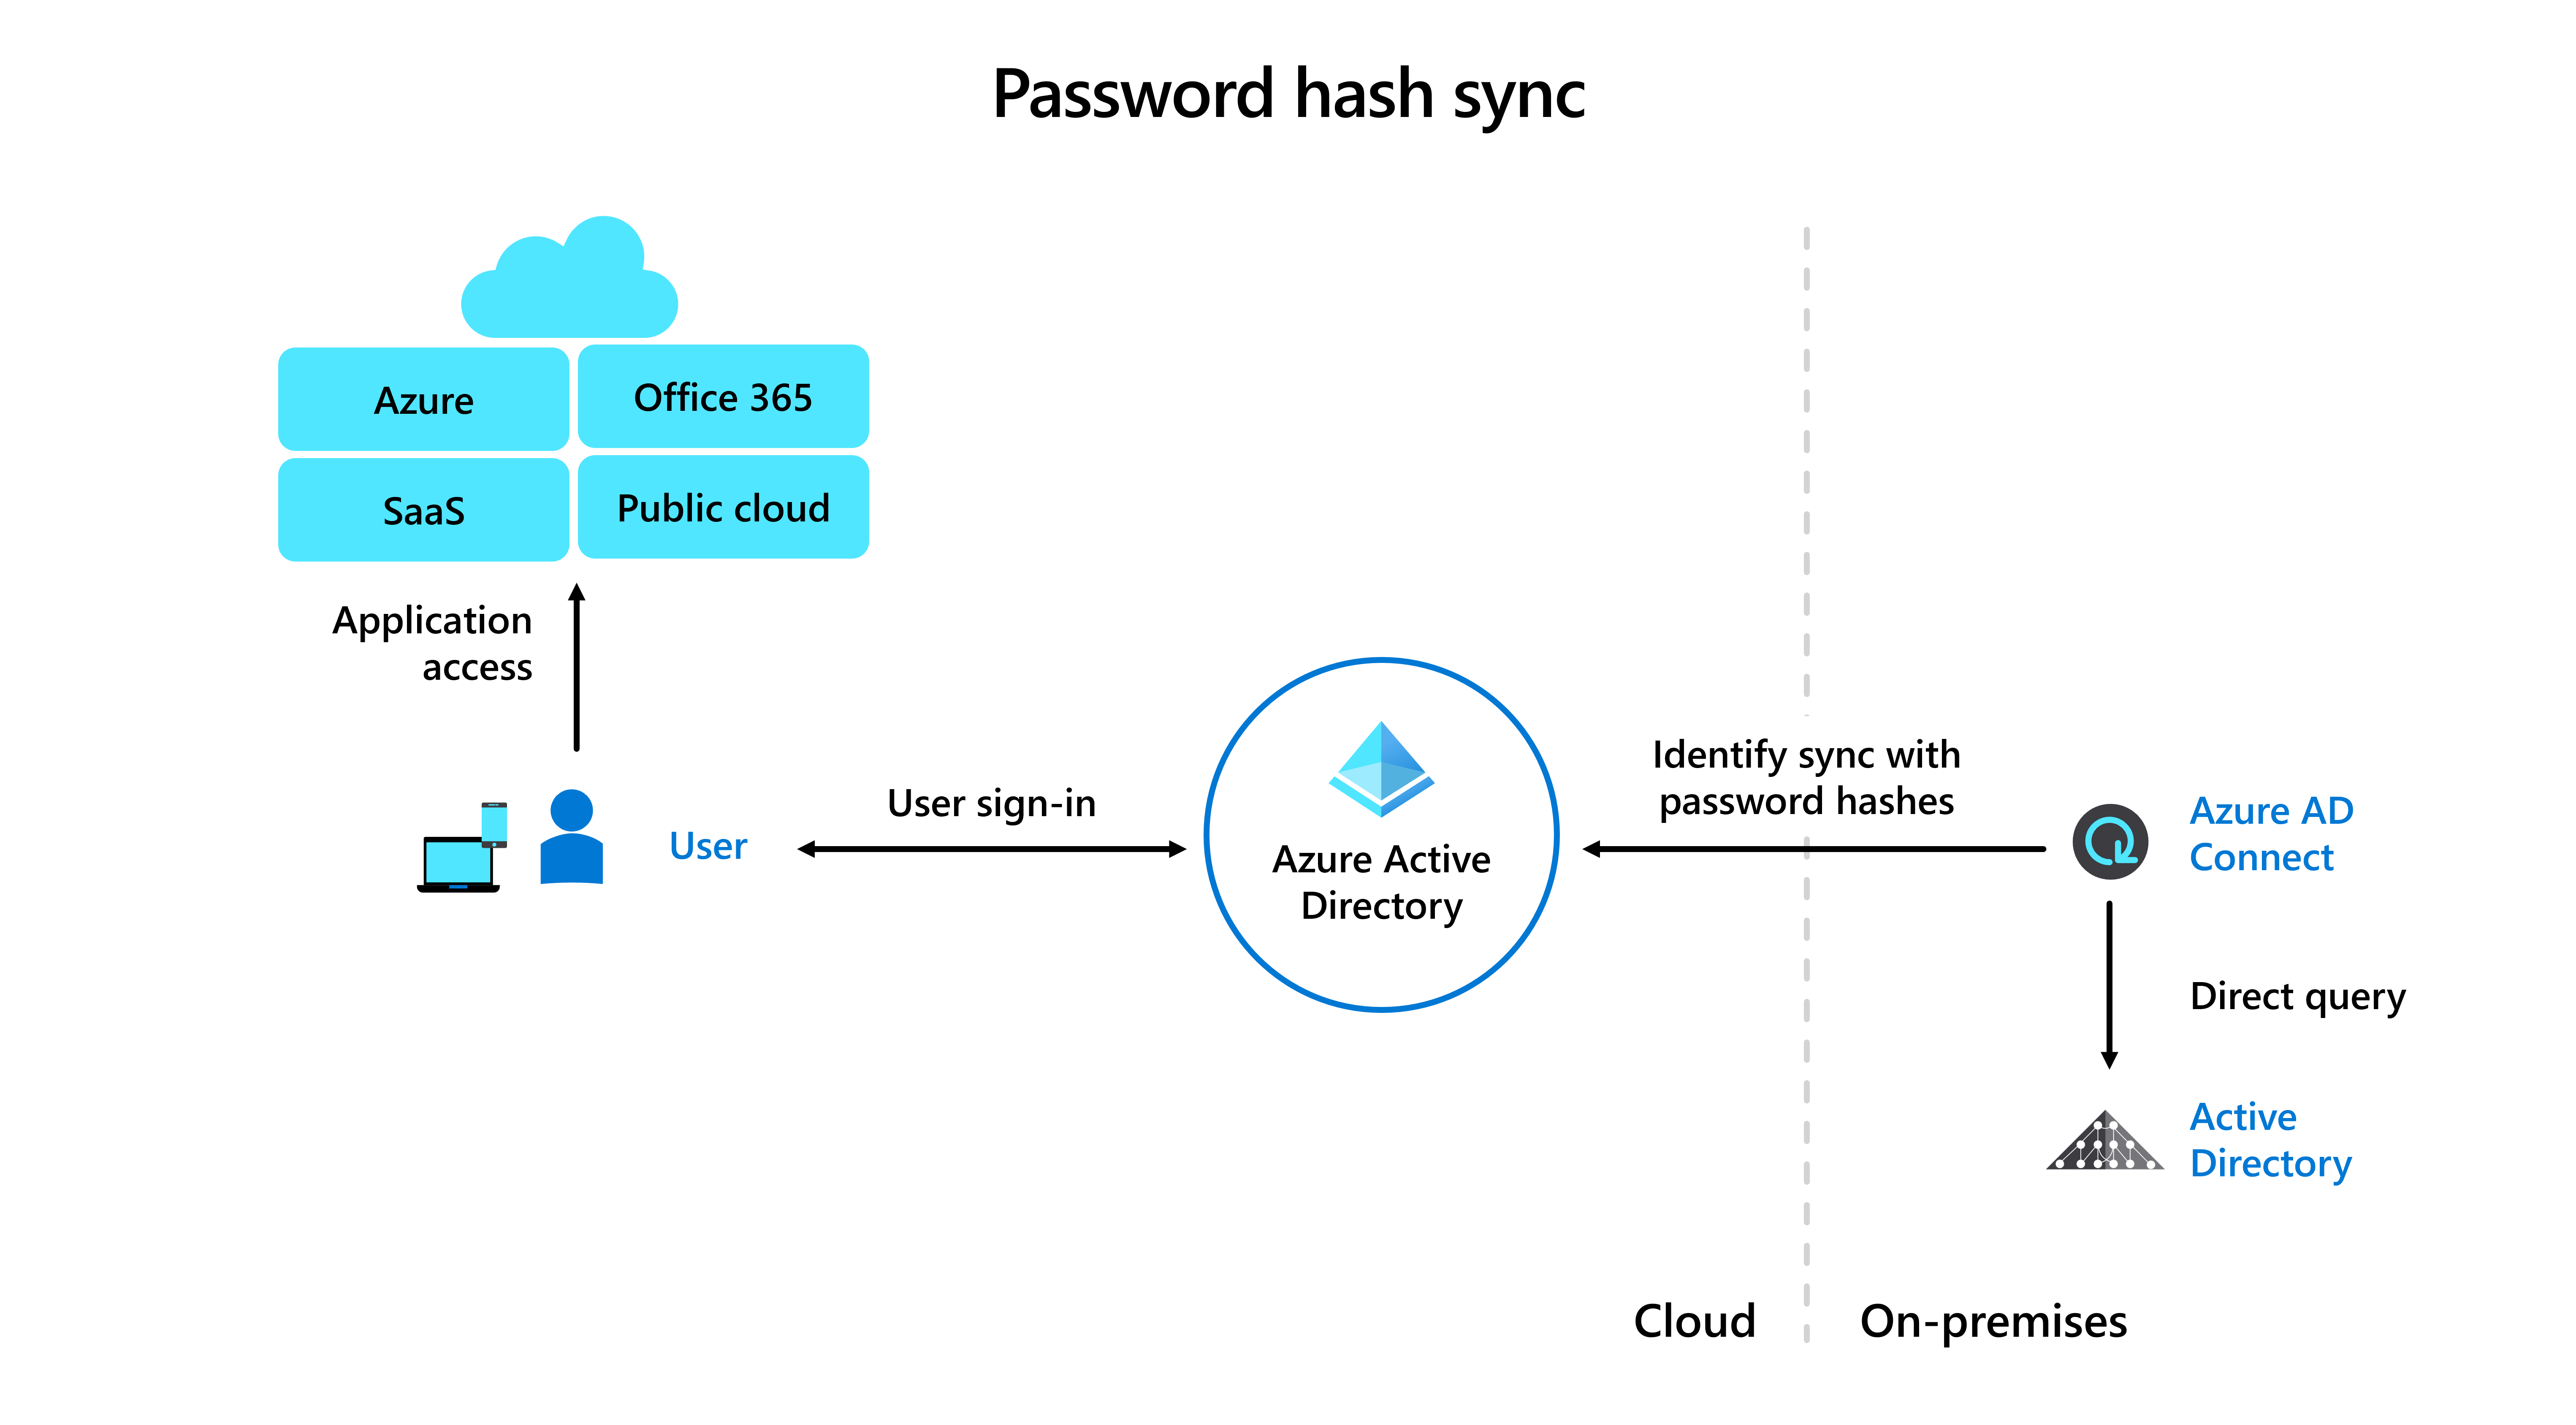 Password hash sync
Azure
Office 365
SaaS
Public cloud
Application
access
User
User sign-in
Azure Active
Directory
Identify sync with
password hashes
Azure AD
Connect
Direct query
Active
Directory
Cloud
On-premises